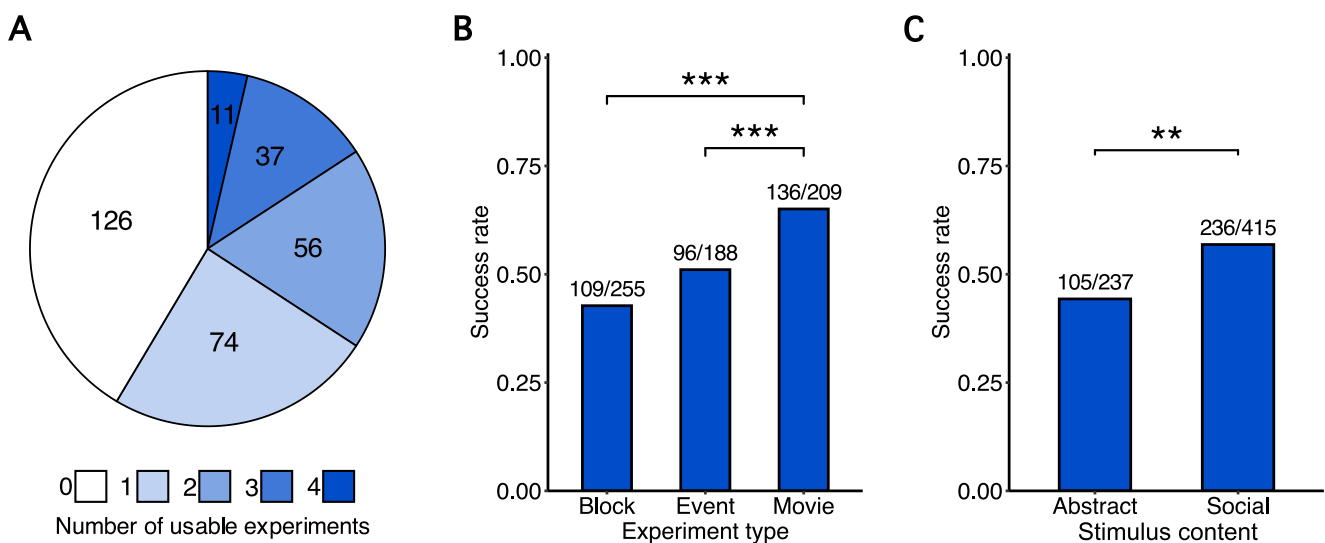 A
11
37
56
74
126
0 1 2 3 4
Number of usable experiments
B
1.00
0.75
0.50
0.25
0.00
Success rate
***
***
109/255
96/188
136/209
Block Event Movie
Experiment type
C
1.00
0.75
0.50
0.25
0.00
Success rate
**
105/237
236/415
Abstract Social
Stimulus content